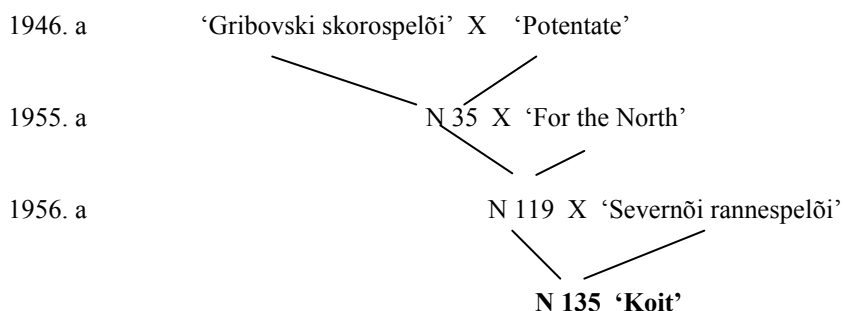 1946. a ‘Gribovski skorospelõi’ X ‘Potentate’
1955. a N 35 X ‘For the North’
1956. a N 119 X ‘Severnõi rannespelõi’
N 135 ‘Koit’